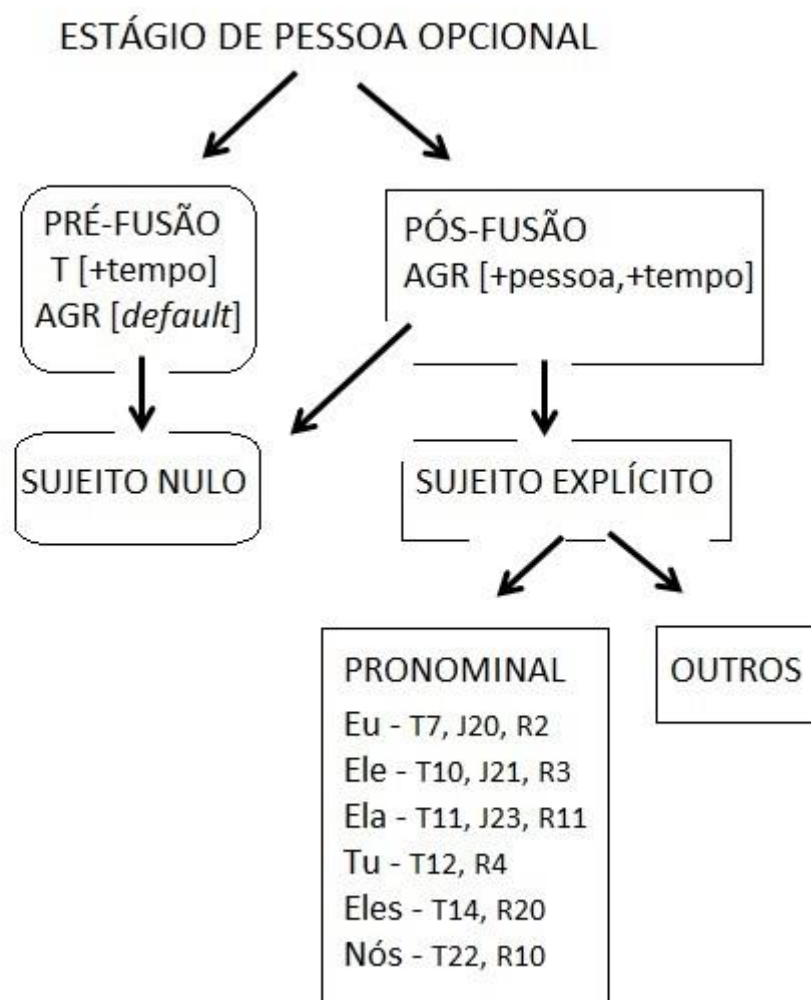 ESTÁGIO DE PESSOA OPCIONAL
PRÉ-FUSÃO
T [+tempo]
AGR [default]
PÓS-FUSÃO
AGR [+pessoa,+tempo]
SUJEITO NULO
SUJEITO EXPLÍCITO
PRONOMINAL
Eu - T7, J20, R2
Ele - T10, J21, R3
Ela - T11, J23, R11
Tu - T12, R4
Eles - T14, R20
Nós - T22, R10
OUTROS